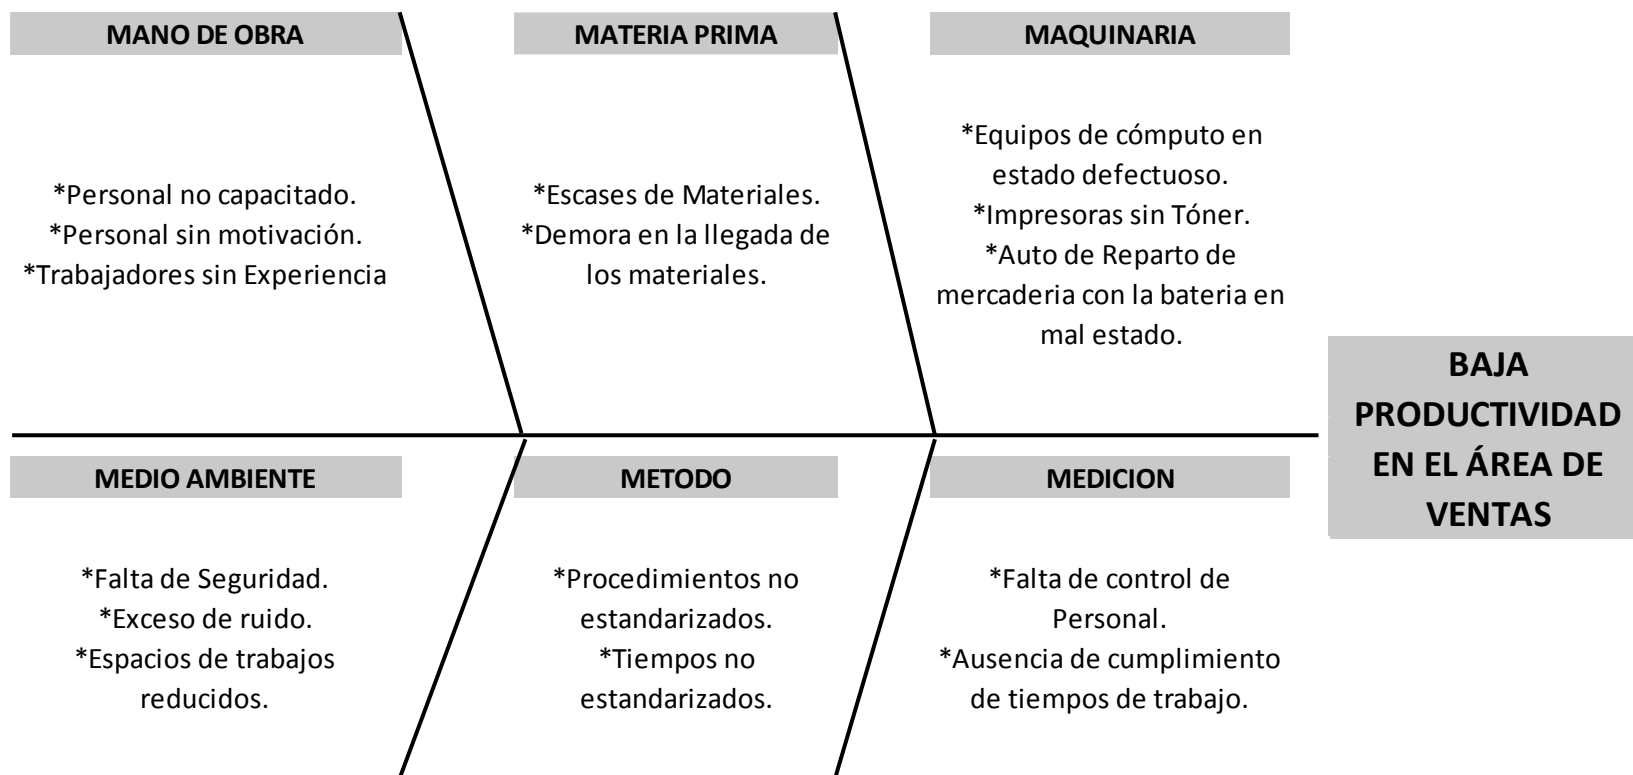 MANO DE OBRA
*Personal no capacitado.
*Personal sin motivación.
*Trabajadores sin Experiencia
MATERIA PRIMA
*Escases de Materiales.
*Demora en la llegada de
los materiales.
MAQUINARIA
*Equipos de cómputo en
estado defectuoso.
*Impresoras sin Tóner.
*Auto de Reparto de
mercaderia con la bateria en
mal estado.
MEDIO AMBIENTE
*Falta de Seguridad.
*Exceso de ruido.
*Espacios de trabajos
reducidos.
METODO
*Procedimientos no
estandarizados.
*Tiempos no
estandarizados.
MEDICION
*Falta de control de
Personal.
*Ausencia de cumplimiento
de tiempos de trabajo.
BAJA
PRODUCTIVIDAD
EN EL ÁREA DE
VENTAS